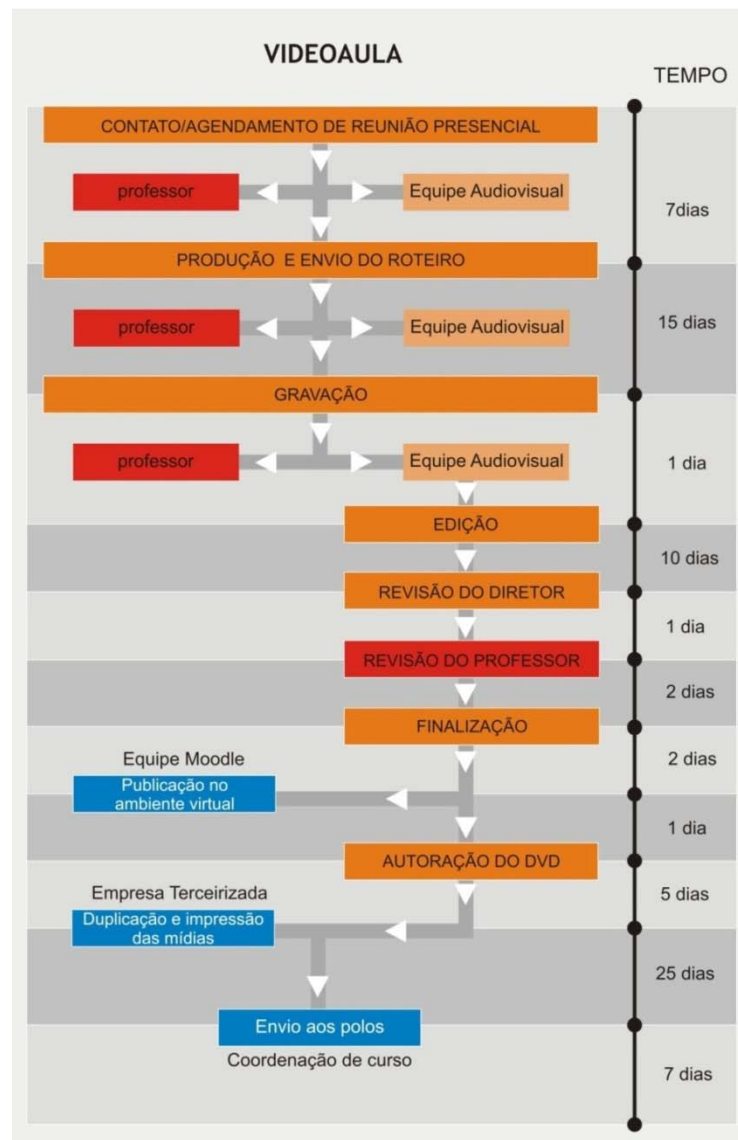 VIDEOAULA
TEMPO
CONTATO/AGENDAMENTO DE REUNIÃO PRESENCIAL
professor
Equipe Audiovisual
7dias
PRODUÇÃO E ENVIO DO ROTEIRO
professor
Equipe Audiovisual
15 dias
GRAVAÇÃO
professor
Equipe Audiovisual
1 dia
EDIÇÃO
10 dias
REVISÃO DO DIRETOR
1 dia
REVISÃO DO PROFESSOR
2 dias
FINALIZAÇÃO
2 dias
Equipe Moodle
Publicação no
ambiente virtual
1 dia
AUTORAÇÃO DO DVD
5 dias
Empresa Terceirizada
Duplicação e impressão
das mídias
25 dias
Envio aos polos
Coordenação de curso
7 dias